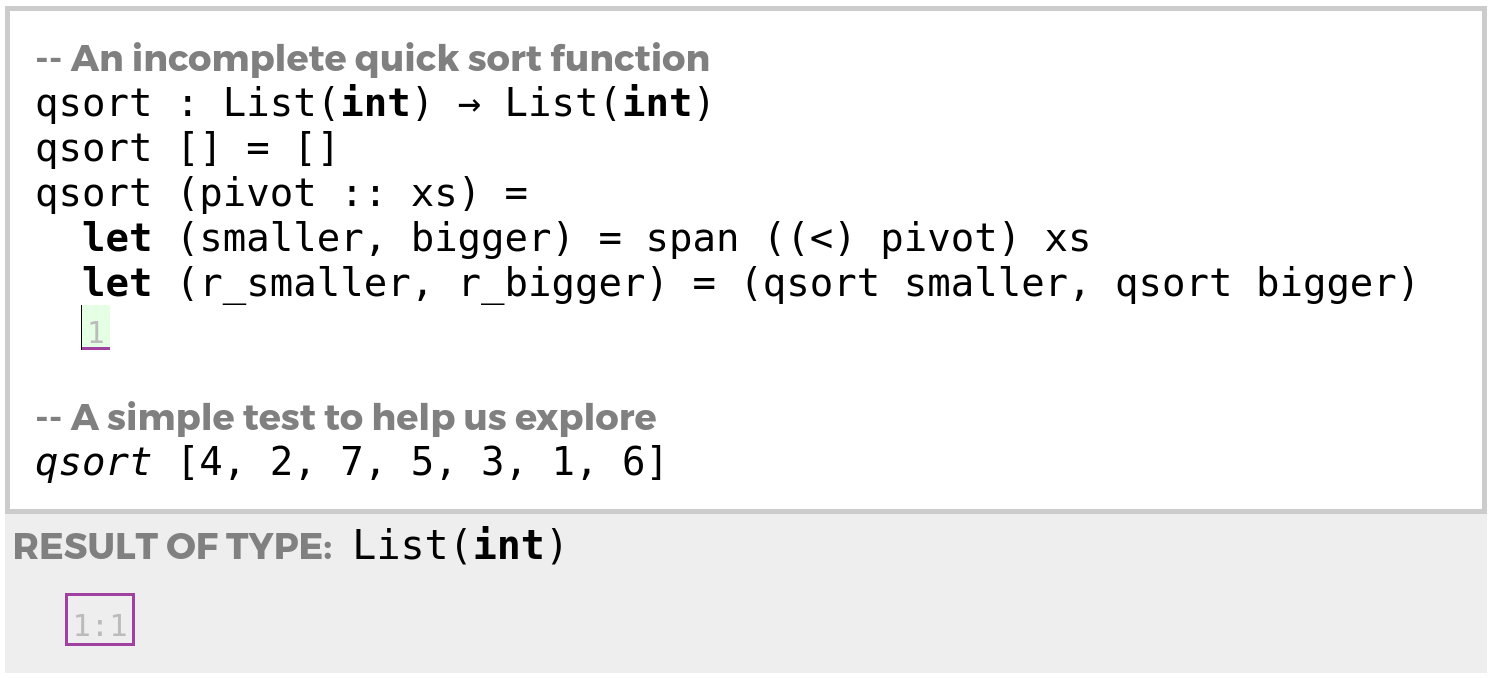 -- An incomplete quick sort function
qsort : List(int) → List(int)
qsort [] = []
qsort (pivot :: xs) =
  let (smaller, bigger) = span ((<) pivot) xs
  let (r_smaller, r_bigger) = (qsort smaller, qsort bigger)
  1
-- A simple test to help us explore
qsort [4, 2, 7, 5, 3, 1, 6]
RESULT OF TYPE: List(int)
1:1